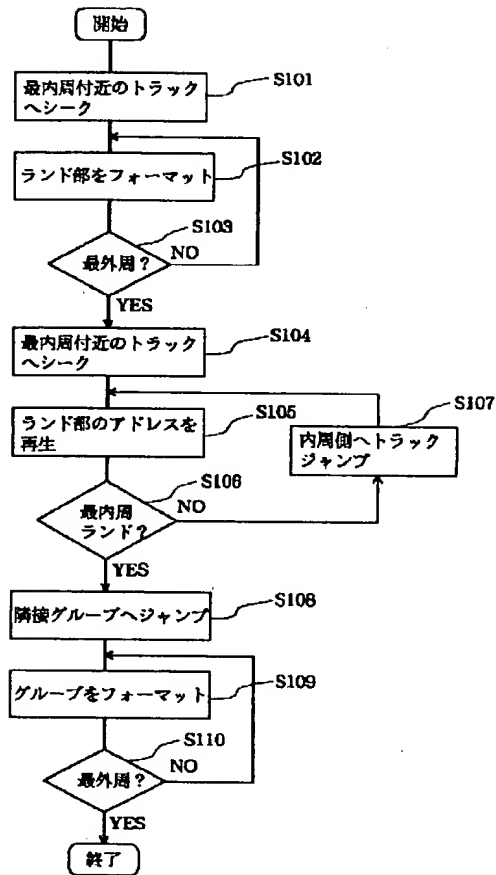 開始
最内周付近のトラック
へシーク
S101
ランド部をフォーマット
S102
最外周?
S103
NO
YES
最内周付近のトラック
へシーク
S104
ランド部のアドレスを
再生
S105
内周側へトラック
ジャンプ
S107
最内周
ランド?
S106
NO
YES
隣接グループへジャンプ
S108
グループをフォーマット
S109
最外周?
S110
NO
YES
終了